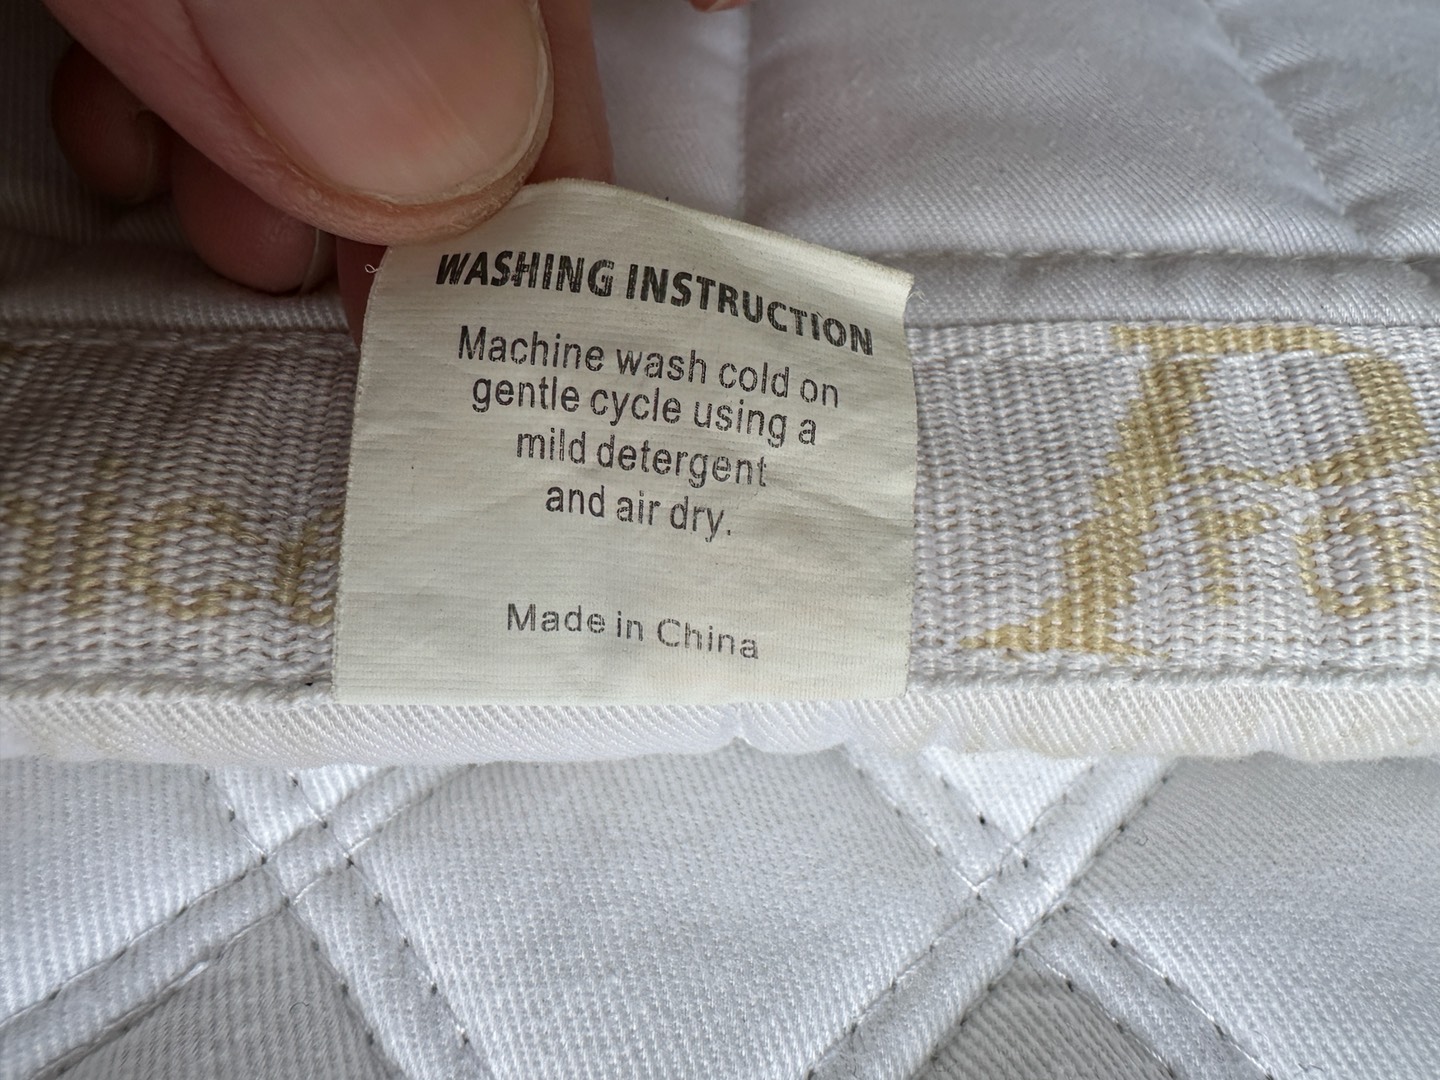 WASHING INSTRUCTION
Machine wash cold on
gentle cycle using a
mild detergent
and air dry.
Made in China